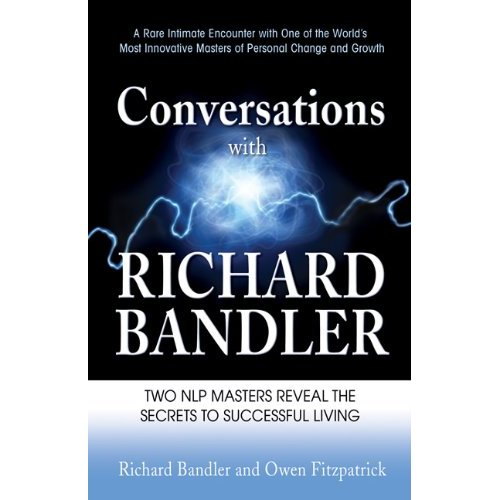 A Rare Intimate Encounter with One of the World's
Most Innovative Masters of Personal Change and Growth
Conversations
with
RICHARD
BANDLER
TWO NLP MASTERS REVEAL THE
SECRETS TO SUCCESSFUL LIVING
Richard Bandler and Owen Fitzpatrick